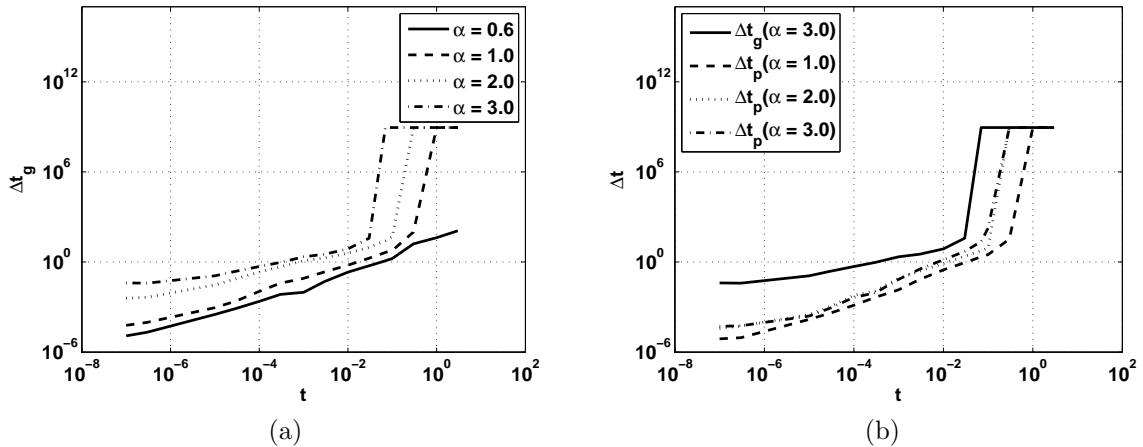 10^12
10^6
10^0
10^−6
Δt_g
10^−8
10^−6
10^−4
10^−2
10^0
10^2
t
α = 0.6
α = 1.0
α = 2.0
α = 3.0
(a)
10^12
10^6
10^0
10^−6
Δt
10^−8
10^−6
10^−4
10^−2
10^0
10^2
t
Δt_g(α = 3.0)
Δt_p(α = 1.0)
Δt_p(α = 2.0)
Δt_p(α = 3.0)
(b)